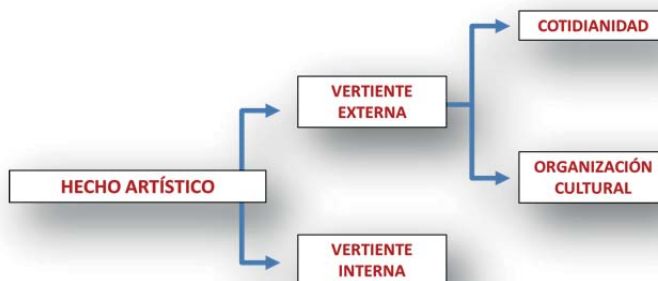 COTIDIANIDAD
VERTIENTE
EXTERNA
ORGANIZACIÓN
CULTURAL
HECHO ARTÍSTICO
VERTIENTE
INTERNA